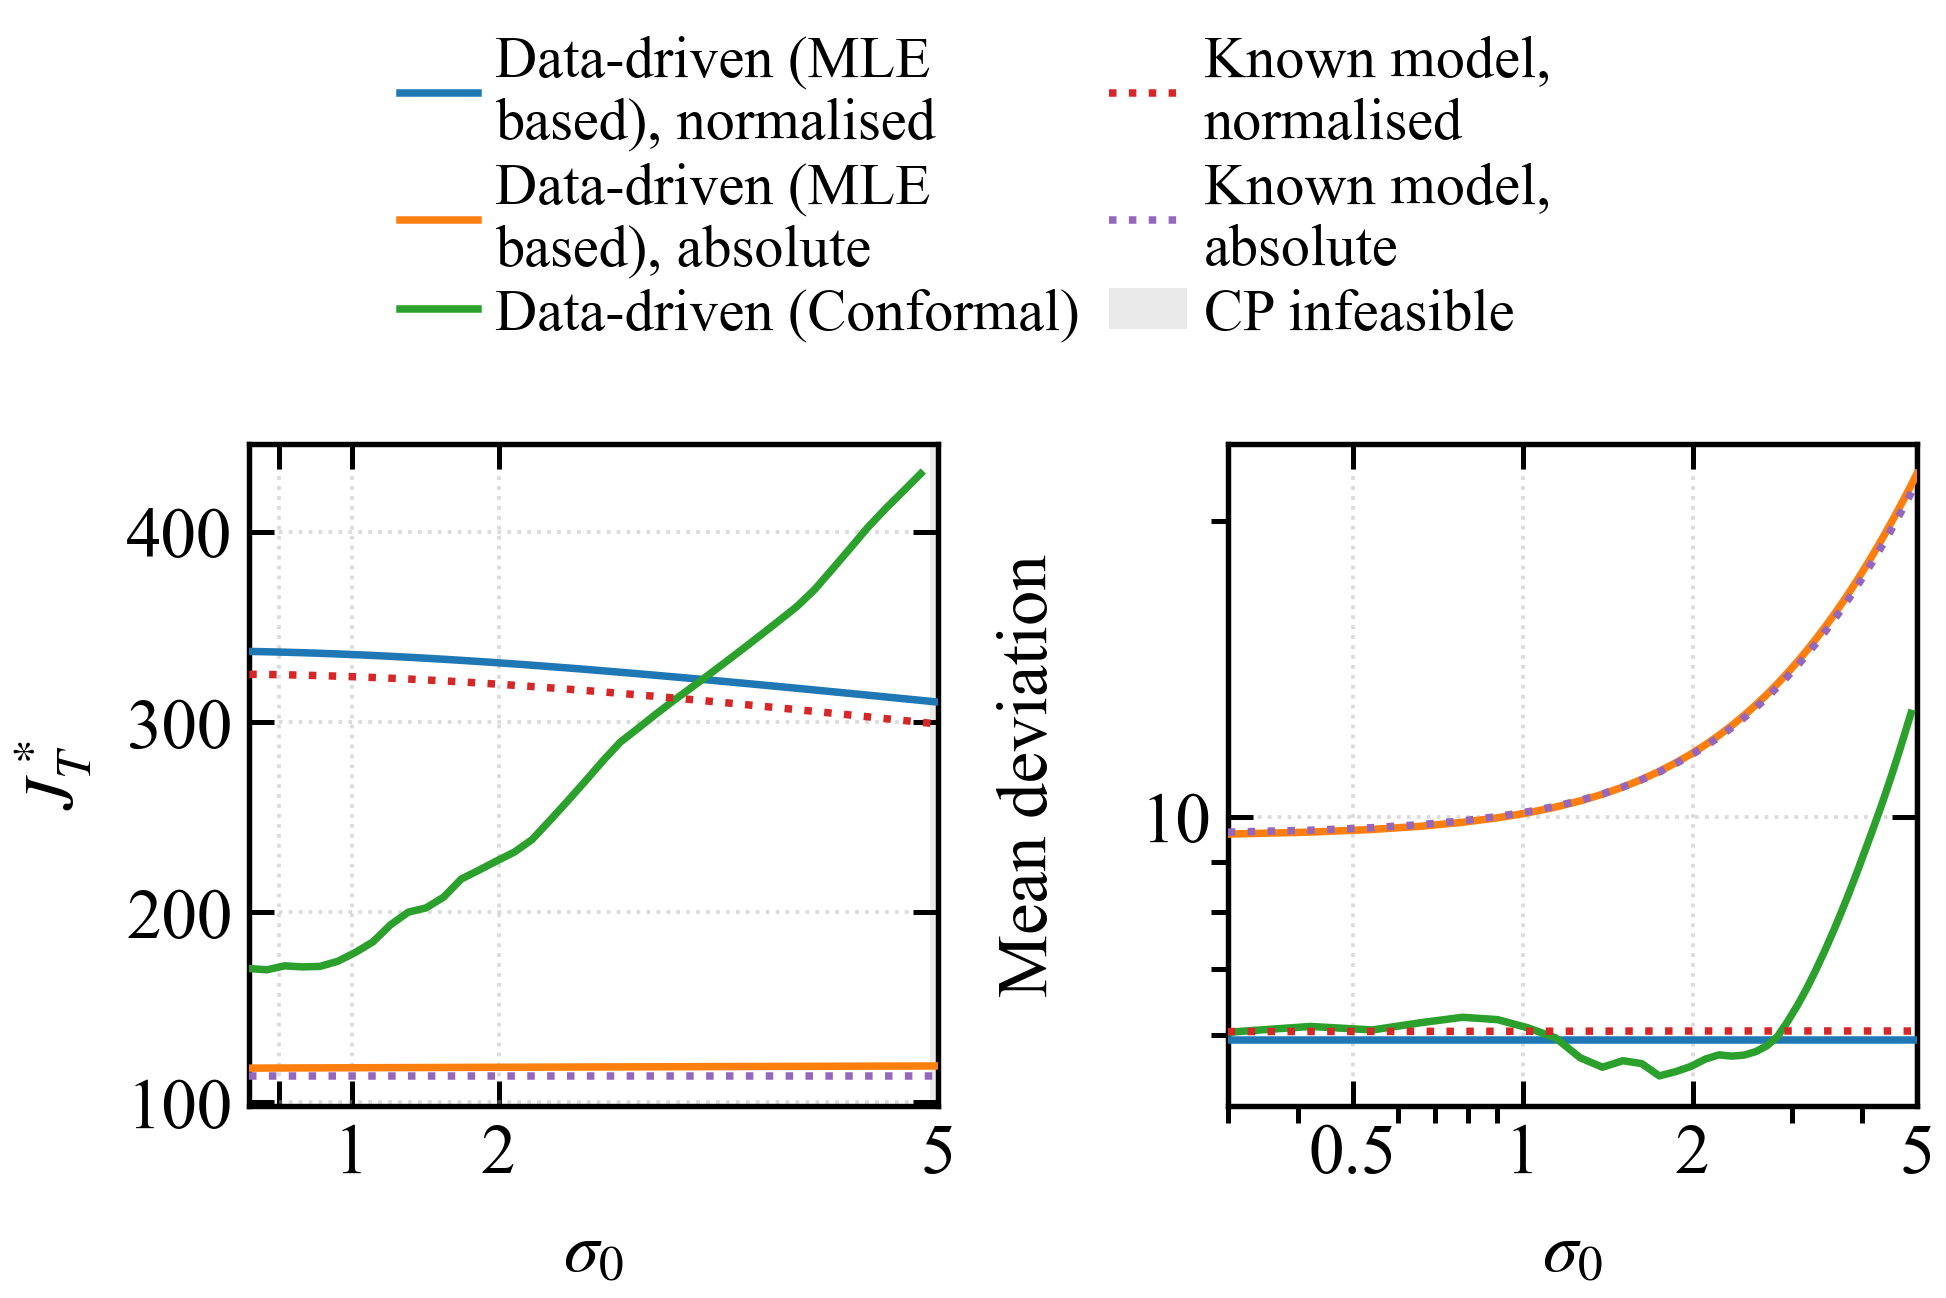 Data-driven (MLE
based), normalised
Data-driven (MLE
based), absolute
Data-driven (Conformal)
Known model,
normalised
Known model,
absolute
CP infeasible
J*T
400
300
200
100
1 2 5
σ0
Mean deviation
10
0.5 1 2 5
σ0